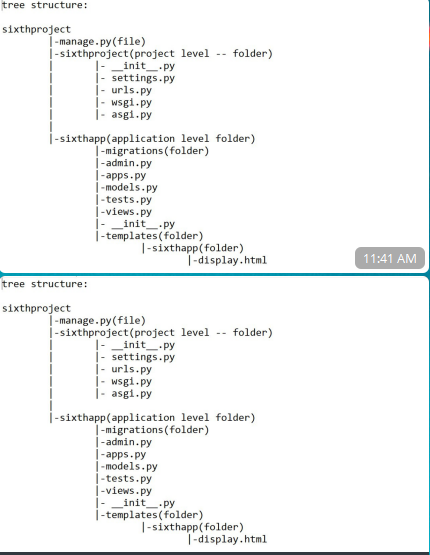 tree structure:
sixthproject
|-manage.py(file)
|-sixthproject(project level -- folder)
|- __init__.py
|- settings.py
|- urls.py
|- wsgi.py
|- asgi.py
|
|-sixthapp(application level folder)
|-migrations(folder)
|-admin.py
|-apps.py
|-models.py
|-tests.py
|-views.py
|- __init__.py
|-templates(folder)
|-sixthapp(folder)
|-display.html
11:41 AM
tree structure:
sixthproject
|-manage.py(file)
|-sixthproject(project level -- folder)
|- __init__.py
|- settings.py
|- urls.py
|- wsgi.py
|- asgi.py
|
|-sixthapp(application level folder)
|-migrations(folder)
|-admin.py
|-apps.py
|-models.py
|-tests.py
|-views.py
|- __init__.py
|-templates(folder)
|-sixthapp(folder)
|-display.html